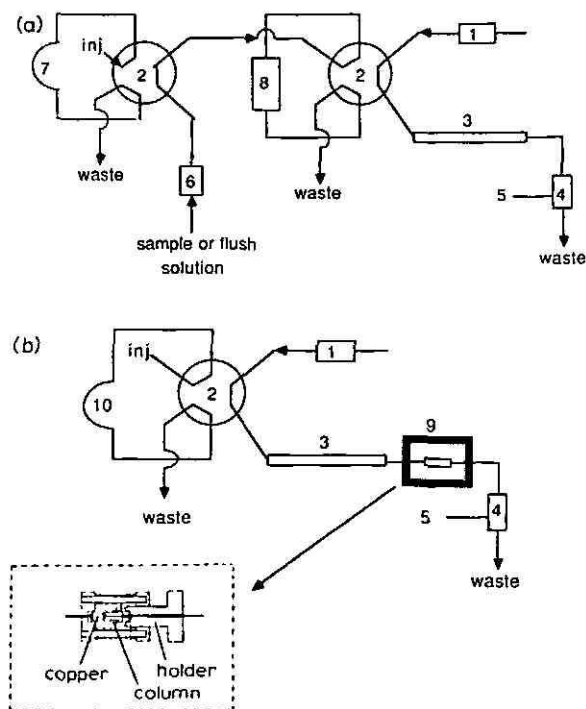 (a)
inj
7
2
8
2
1
3
waste
6
waste
5
4
sample or flush
solution
waste
(b)
inj
1
10
2
9
3
waste
5
4
waste
copper
holder
column